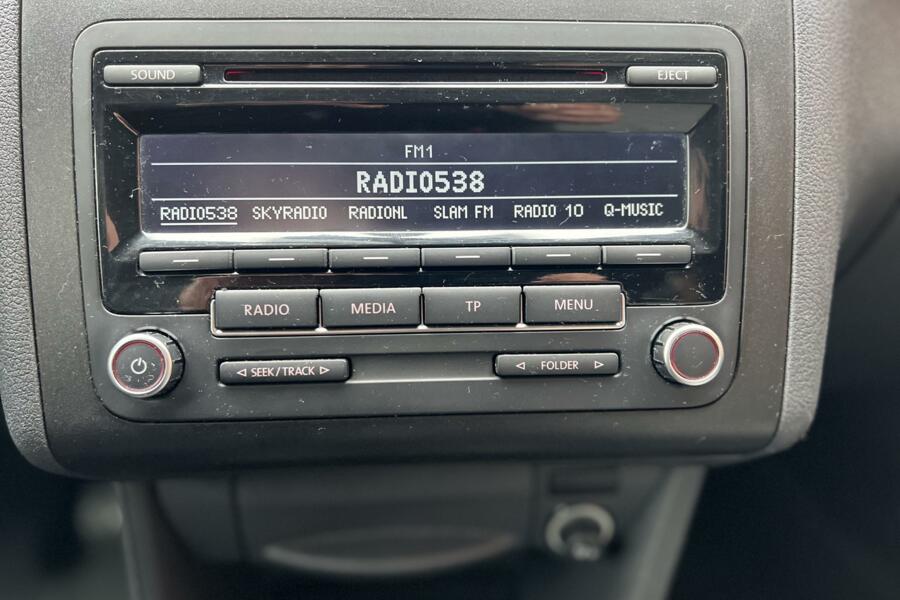 SOUND EJECT
FM1
RADIO538
RADIO538 SKYRADIO RADIONL SLAM FM RADIO 10 Q-MUSIC
RADIO MEDIA TP MENU
◁ SEEK/TRACK ▷ ◁ FOLDER ▷